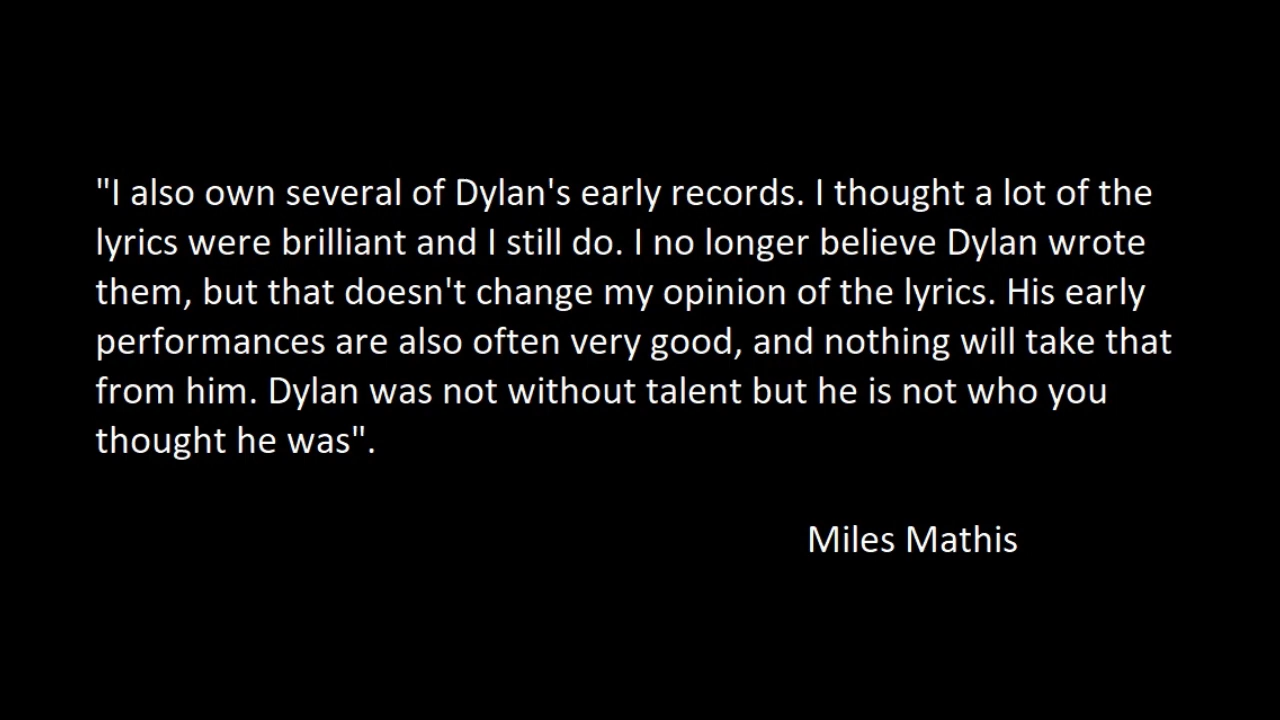 "I also own several of Dylan's early records. I thought a lot of the
lyrics were brilliant and I still do. I no longer believe Dylan wrote
them, but that doesn't change my opinion of the lyrics. His early
performances are also often very good, and nothing will take that
from him. Dylan was not without talent but he is not who you
thought he was".
Miles Mathis